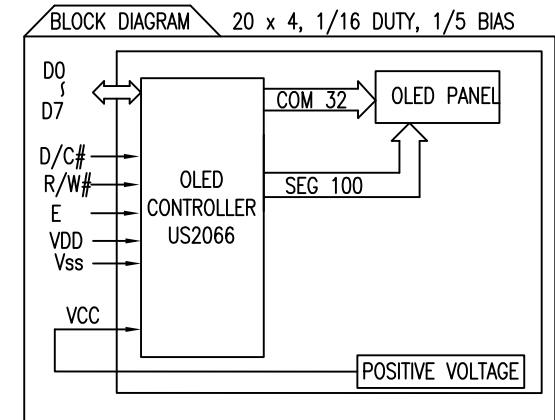 BLOCK DIAGRAM 20 x 4, 1/16 DUTY, 1/5 BIAS
D0
∫
D7
D/C#
R/W#
E
VDD
Vss
VCC
OLED
CONTROLLER
US2066
COM 32
SEG 100
OLED PANEL
POSITIVE VOLTAGE